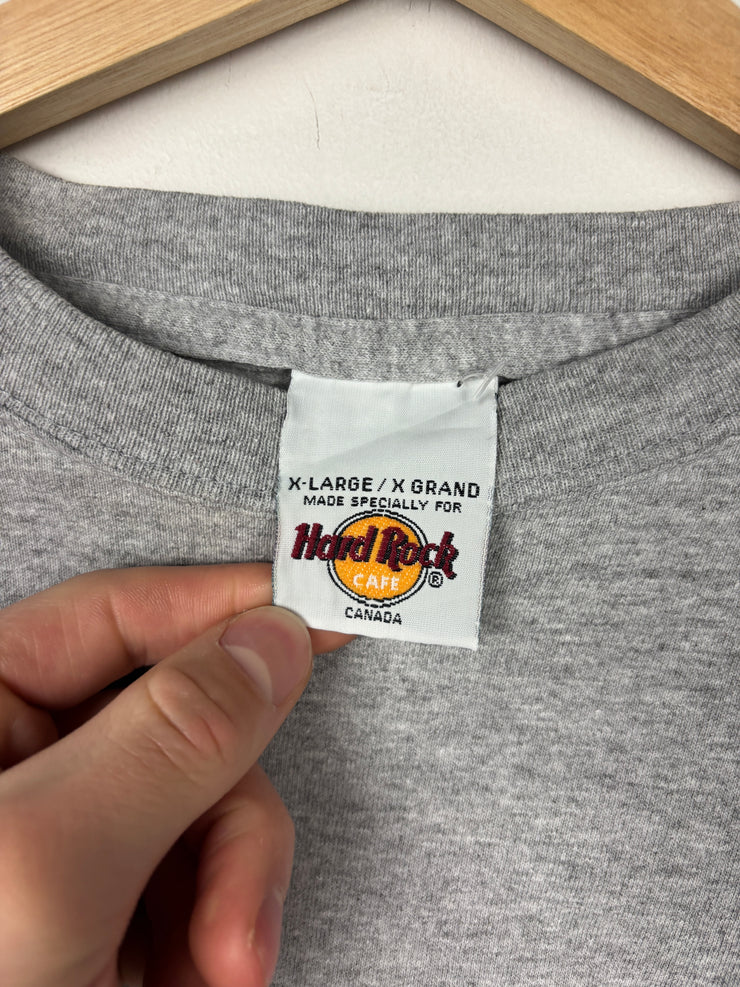 X-LARGE / X GRAND
MADE SPECIALLY FOR
Hard Rock
CAFE ®
CANADA